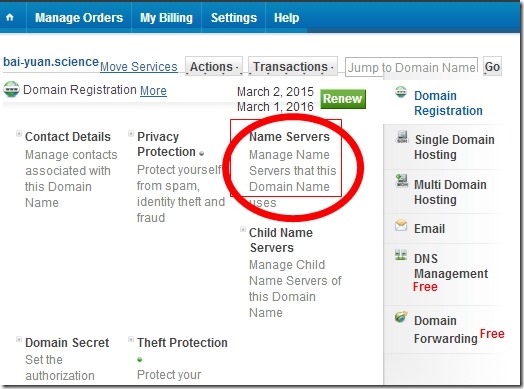 Manage Orders My Billing Settings Help
bai-yuan.science Move Services Actions Transactions Jump to Domain Name Go
Domain Registration More
March 2, 2015
March 1, 2016
Renew
Contact Details
Manage contacts
associated with
this Domain
Name
Privacy
Protection
Protect yourself
from spam,
identity theft and
fraud
Name Servers
Manage Name
Servers that this
Domain Name
uses
Child Name
Servers
Manage Child
Name Servers of
this Domain
Name
Domain Secret
Set the
authorization
Theft Protection
Protect your
Domain
Registration
Single Domain
Hosting
Multi Domain
Hosting
Email
DNS
Management
Free
Domain
Forwarding Free